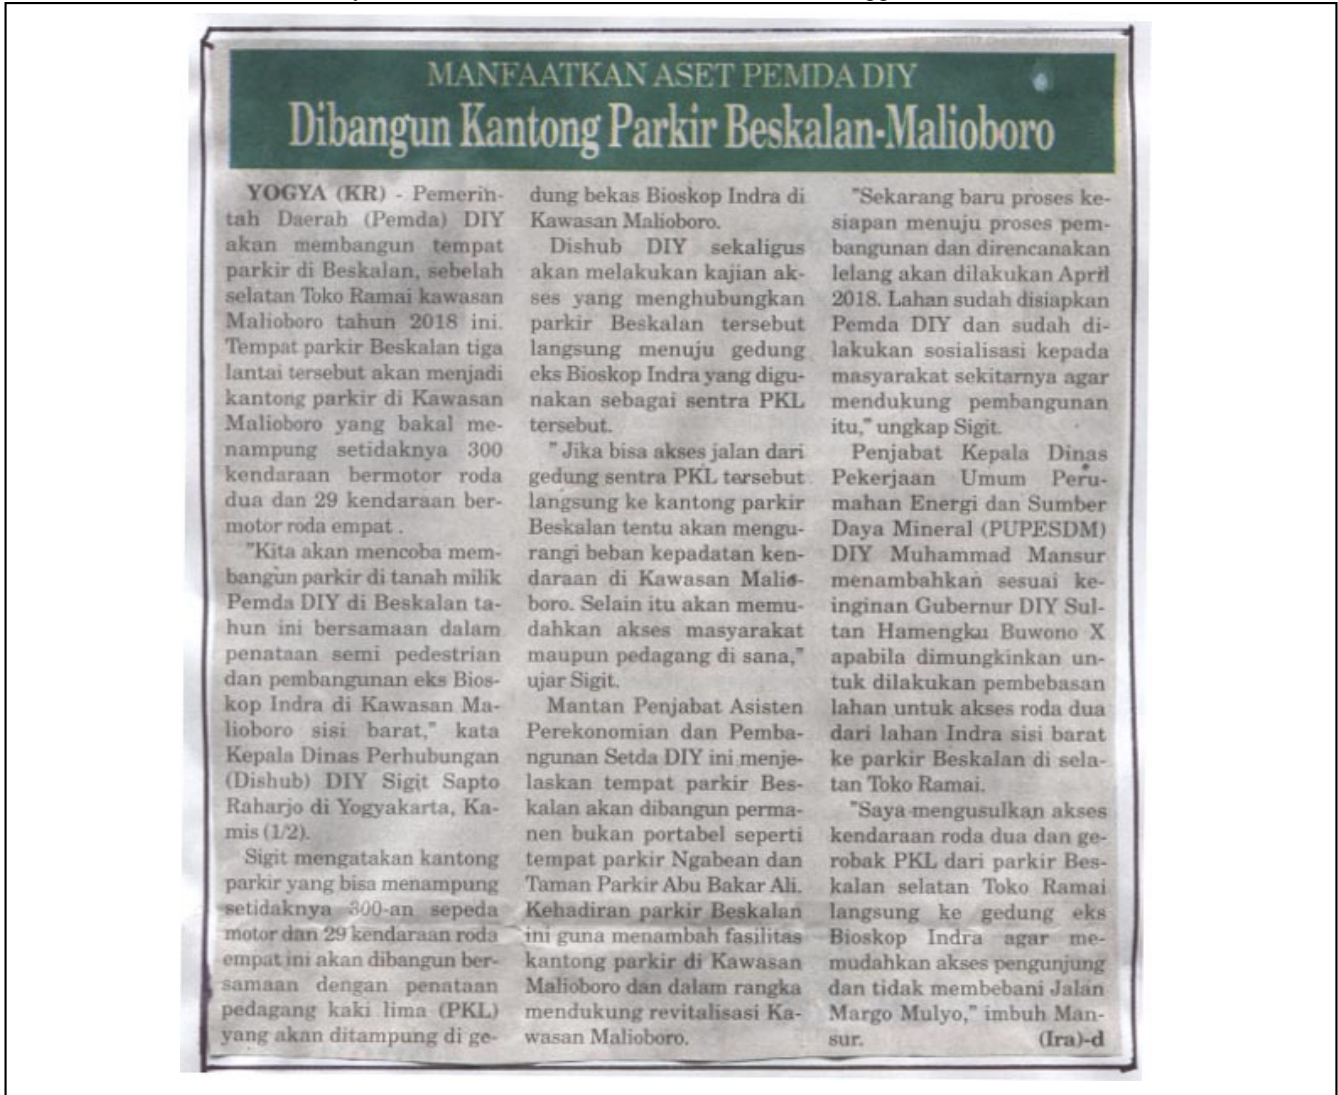 MANFAATKAN ASET PEMDA DIY
Dibangun Kantong Parkir Beskalan-Malioboro
YOGYA (KR) - Pemerin-
tah Daerah (Pemda) DIY
akan membangun tempat
parkir di Beskalan, sebelah
selatan Toko Ramai kawasan
Malioboro tahun 2018 ini.
Tempat parkir Beskalan tiga
lantai tersebut akan menjadi
kantong parkir di Kawasan
Malioboro yang bakal me-
nampung setidaknya 300
kendaraan bermotor roda
dua dan 29 kendaraan ber-
motor roda empat .
"Kita akan mencoba mem-
bangun parkir di tanah milik
Pemda DIY di Beskalan ta-
hun ini bersamaan dalam
penataan semi pedestrian
dan pembangunan eks Bios-
kop Indra di Kawasan Ma-
lioboro sisi barat," kata
Kepala Dinas Perhubungan
(Dishub) DIY Sigit Sapto
Raharjo di Yogyakarta, Ka-
mis (1/2).
Sigit mengatakan kantong
parkir yang bisa menampung
setidaknya 300-an sepeda
motor dan 29 kendaraan roda
empat ini akan dibangun ber-
samaan dengan penataan
pedagang kaki lima (PKL)
yang akan ditampung di ge-
dung bekas Bioskop Indra di
Kawasan Malioboro.
Dishub DIY sekaligus
akan melakukan kajian ak-
ses yang menghubungkan
parkir Beskalan tersebut
langsung menuju gedung
eks Bioskop Indra yang digu-
nakan sebagai sentra PKL
tersebut.
"Jika bisa akses jalan dari
gedung sentra PKL tersebut
langsung ke kantong parkir
Beskalan tentu akan mengu-
rangi beban kepadatan ken-
daraan di Kawasan Malio-
boro. Selain itu akan memu-
dahkan akses masyarakat
maupun pedagang di sana,"
ujar Sigit.
Mantan Penjabat Asisten
Perekonomian dan Pemba-
ngunan Setda DIY ini menje-
laskan tempat parkir Bes-
kalan akan dibangun perma-
nen bukan portabel seperti
tempat parkir Ngabean dan
Taman Parkir Abu Bakar Ali.
Kehadiran parkir Beskalan
ini guna menambah fasilitas
kantong parkir di Kawasan
Malioboro dan dalam rangka
mendukung revitalisasi Ka-
wasan Malioboro.
"Sekarang baru proses ke-
siapan menuju proses pem-
bangunan dan direncanakan
lelang akan dilakukan April
2018. Lahan sudah disiapkan
Pemda DIY dan sudah di-
lakukan sosialisasi kepada
masyarakat sekitarnya agar
mendukung pembangunan
itu," ungkap Sigit.
Penjabat Kepala Dinas
Pekerjaan Umum Peru-
mahan Energi dan Sumber
Daya Mineral (PUPESDM)
DIY Muhammad Mansur
menambahkan sesuai ke-
inginan Gubernur DIY Sul-
tan Hamengku Buwono X
apabila dimungkinkan un-
tuk dilakukan pembebasan
lahan untuk akses roda dua
dari lahan Indra sisi barat
ke parkir Beskalan di sela-
tan Toko Ramai.
"Saya mengusulkan akses
kendaraan roda dua dan ge-
robak PKL dari parkir Bes-
kalan selatan Toko Ramai
langsung ke gedung eks
Bioskop Indra agar me-
mudahkan akses pengunjung
dan tidak membebani Jalan
Margo Mulyo," imbuh Man-
sur. (Ira)-d